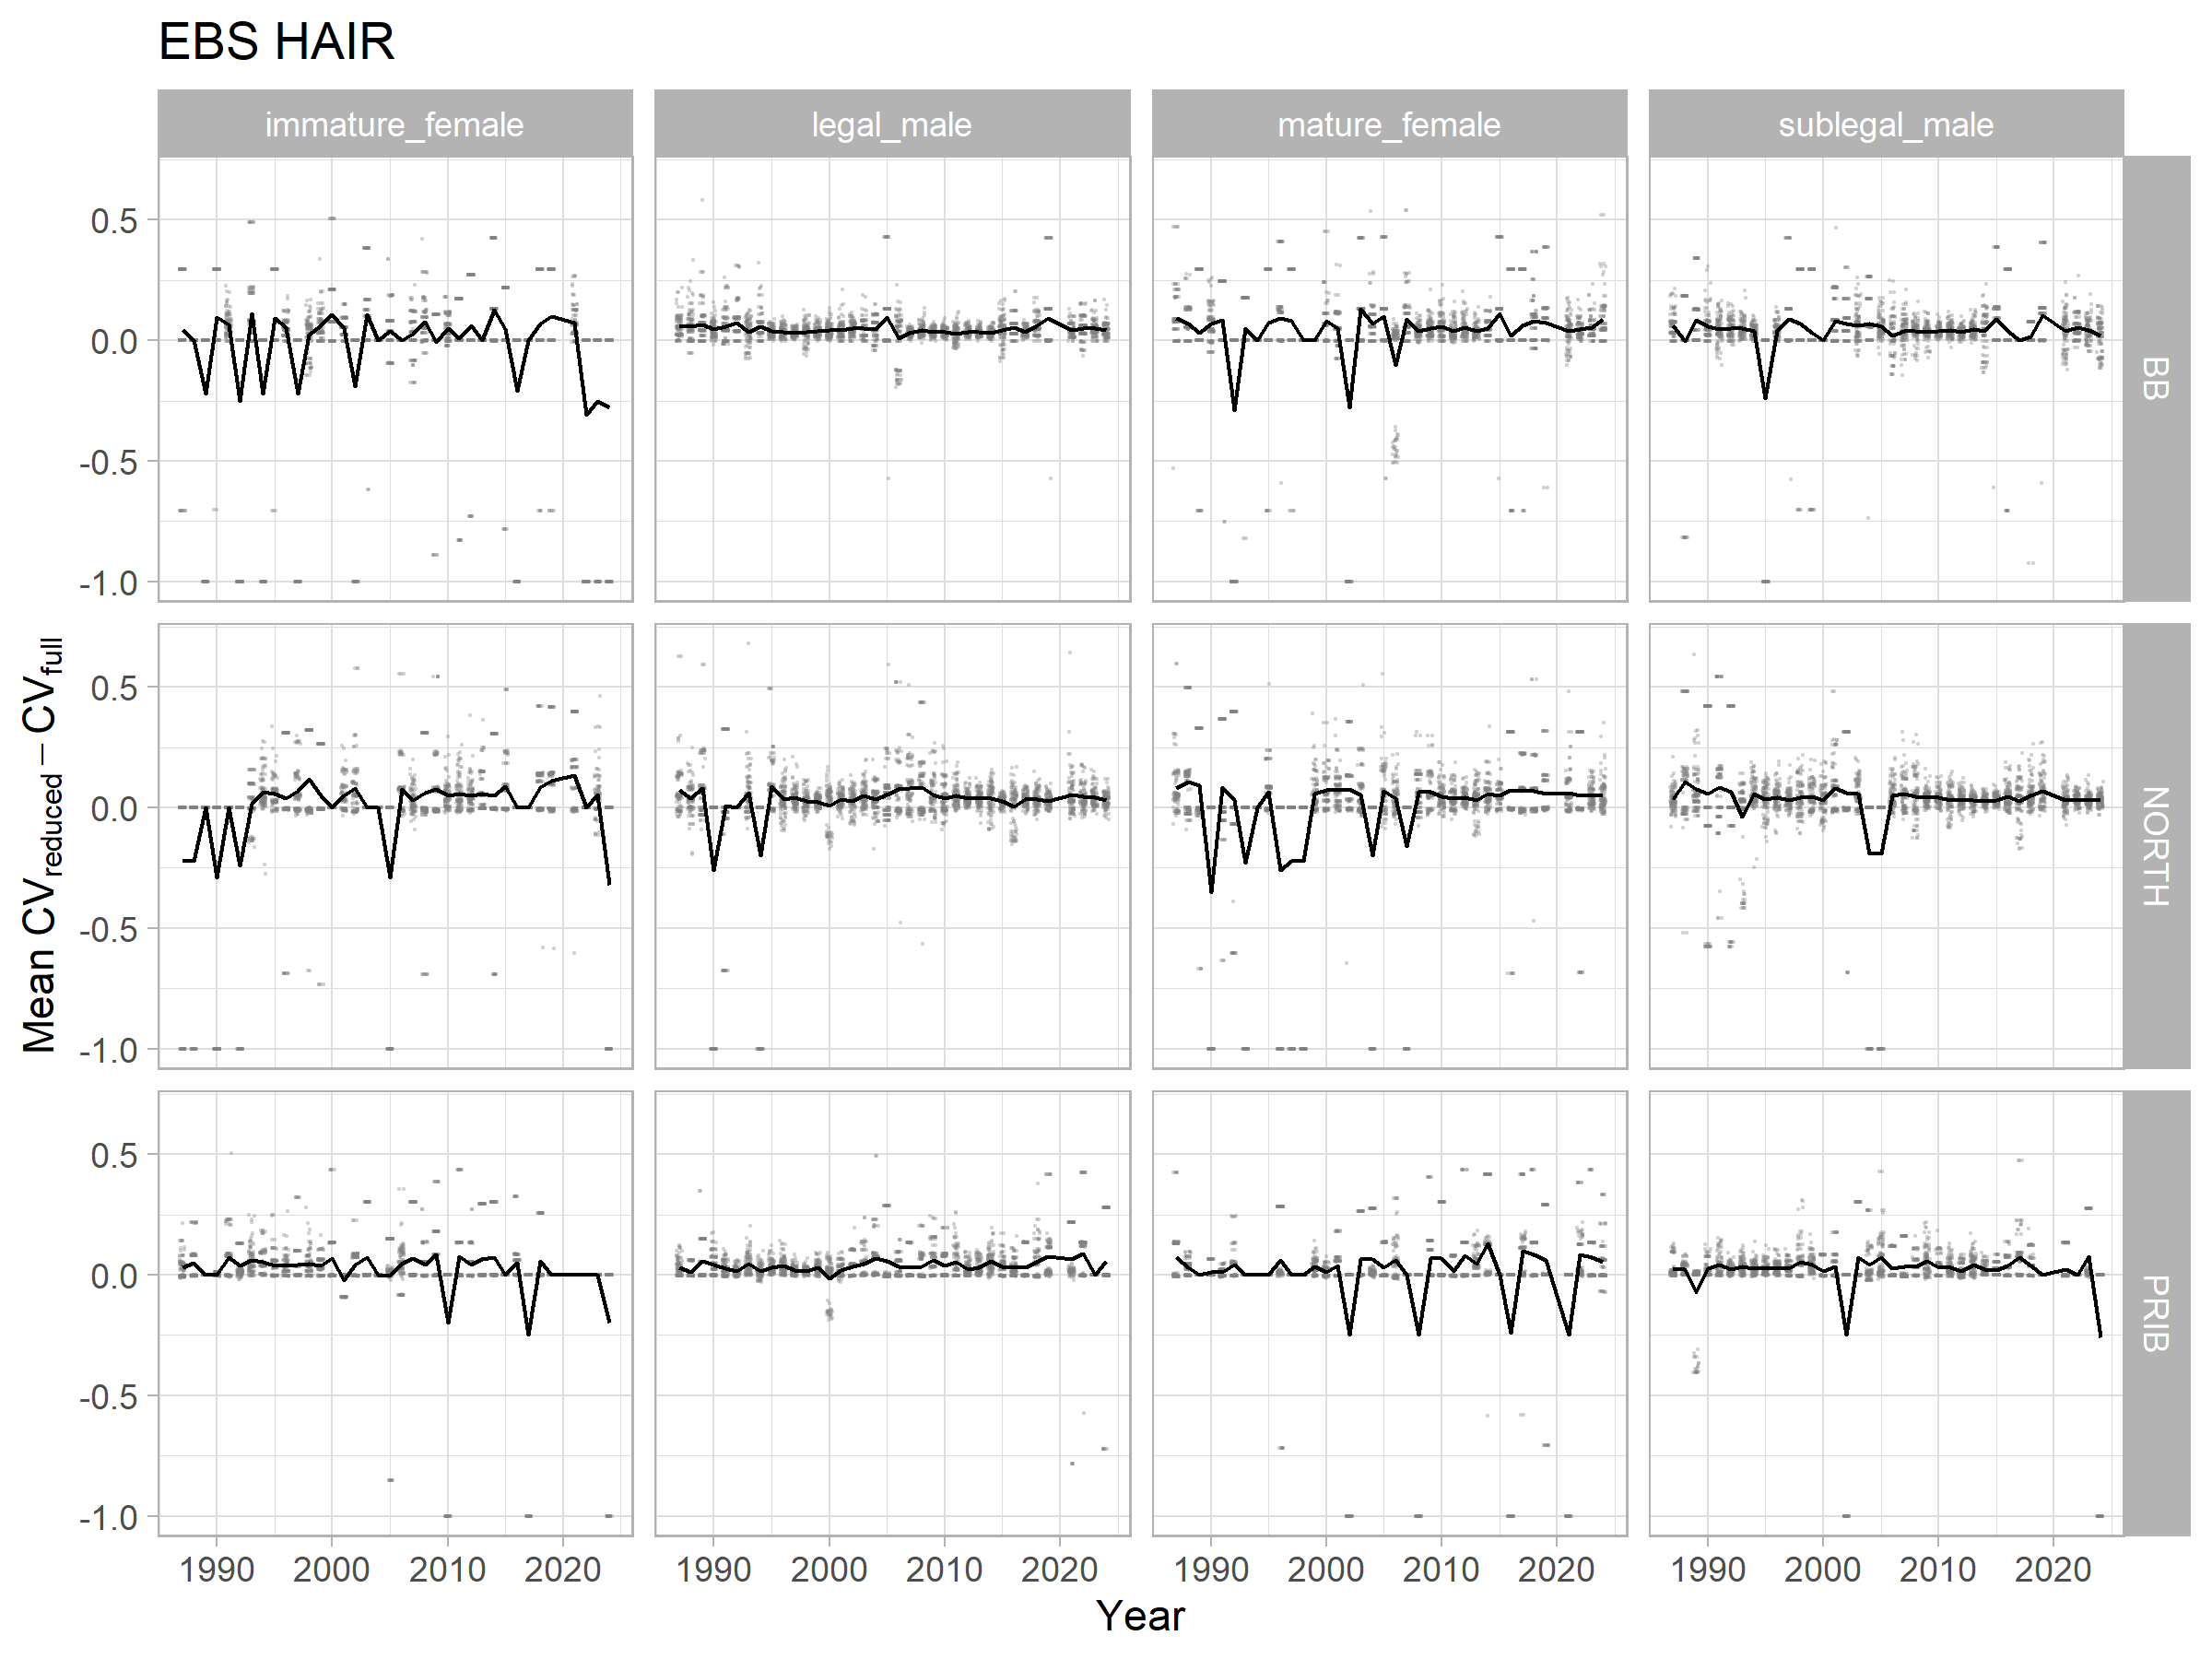 EBS HAIR
immature_female legal_male mature_female sublegal_male
0.5
0.0
-0.5
-1.0
BB
0.5
0.0
-0.5
-1.0
NORTH
0.5
0.0
-0.5
-1.0
PRIB
Mean CVreduced − CVfull
1990 2000 2010 2020 1990 2000 2010 2020 1990 2000 2010 2020 1990 2000 2010 2020
Year